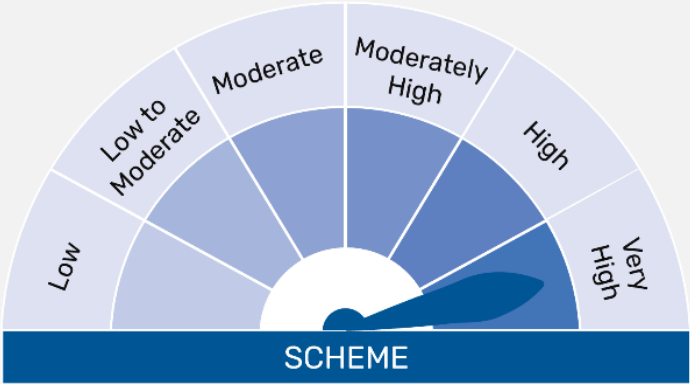 Low
Low to
Moderate
Moderate
Moderately
High
High
Very
High
SCHEME